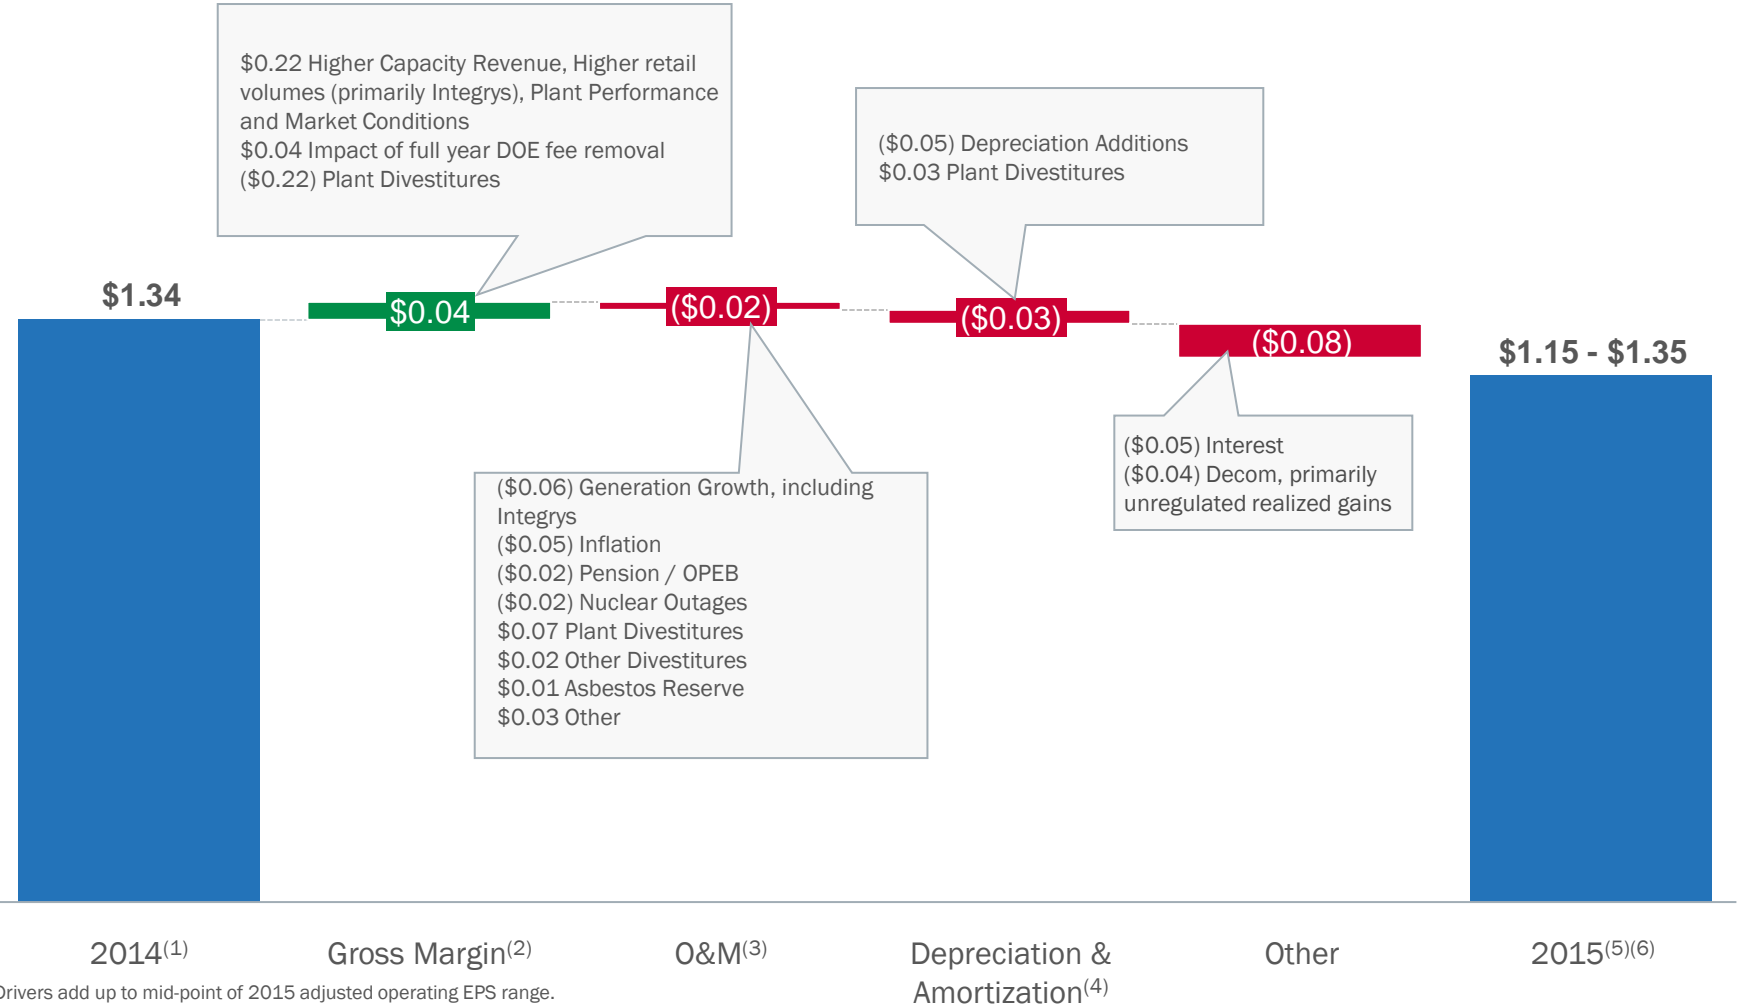 $0.22 Higher Capacity Revenue, Higher retail
volumes (primarily Integrys), Plant Performance
and Market Conditions
$0.04 Impact of full year DOE fee removal
($0.22) Plant Divestitures
($0.05) Depreciation Additions
$0.03 Plant Divestitures
$1.34
$0.04
($0.02)
($0.03)
($0.08)
$1.15 - $1.35
($0.05) Interest
($0.04) Decom, primarily
unregulated realized gains
($0.06) Generation Growth, including
Integrys
($0.05) Inflation
($0.02) Pension / OPEB
($0.02) Nuclear Outages
$0.07 Plant Divestitures
$0.02 Other Divestitures
$0.01 Asbestos Reserve
$0.03 Other
2014(1)
Gross Margin(2)
O&M(3)
Depreciation &
Amortization(4)
Other
2015(5)(6)
Drivers add up to mid-point of 2015 adjusted operating EPS range.